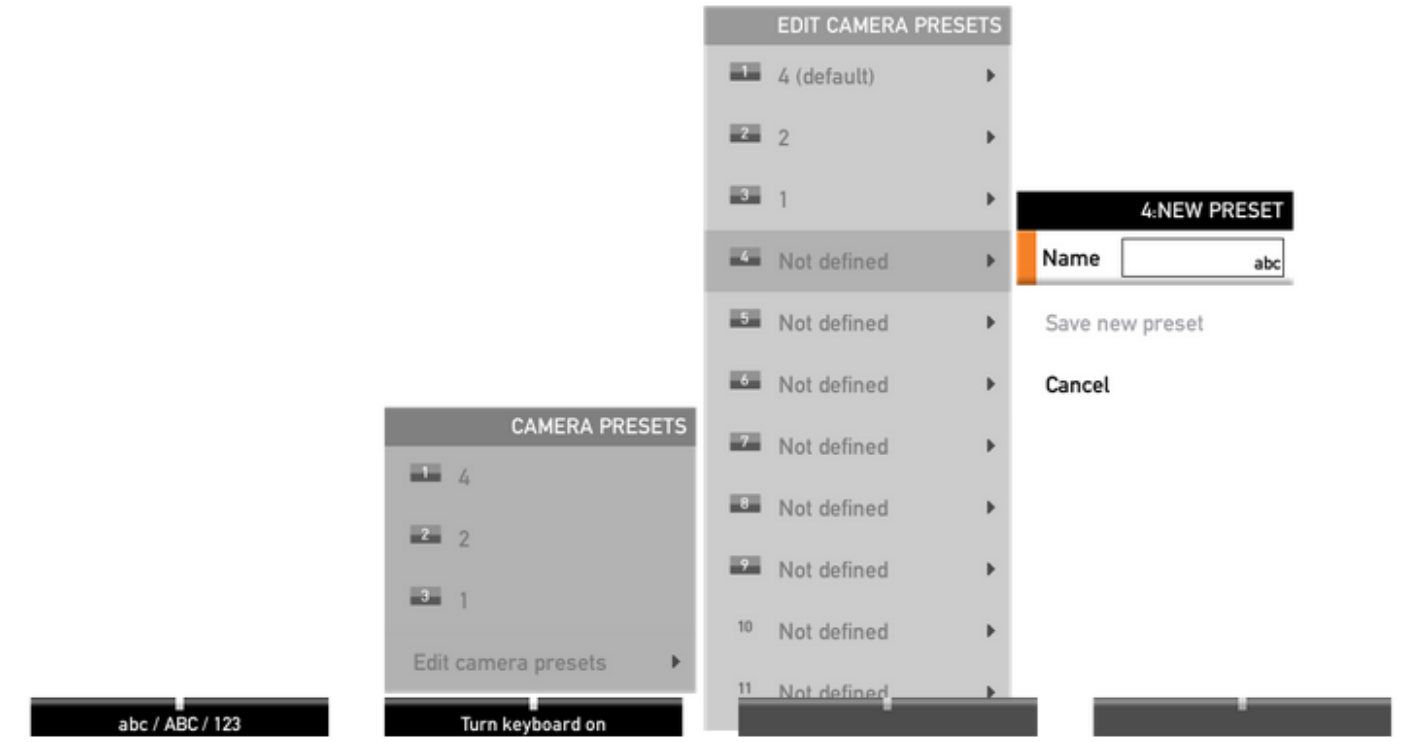 EDIT CAMERA PRESETS
1 4 (default)
2 2
3 1
4 Not defined
5 Not defined
6 Not defined
7 Not defined
8 Not defined
9 Not defined
10 Not defined
11 Not defined
4:NEW PRESET
Name abc
Save new preset
Cancel
CAMERA PRESETS
1 4
2 2
3 1
Edit camera presets
abc / ABC / 123
Turn keyboard on